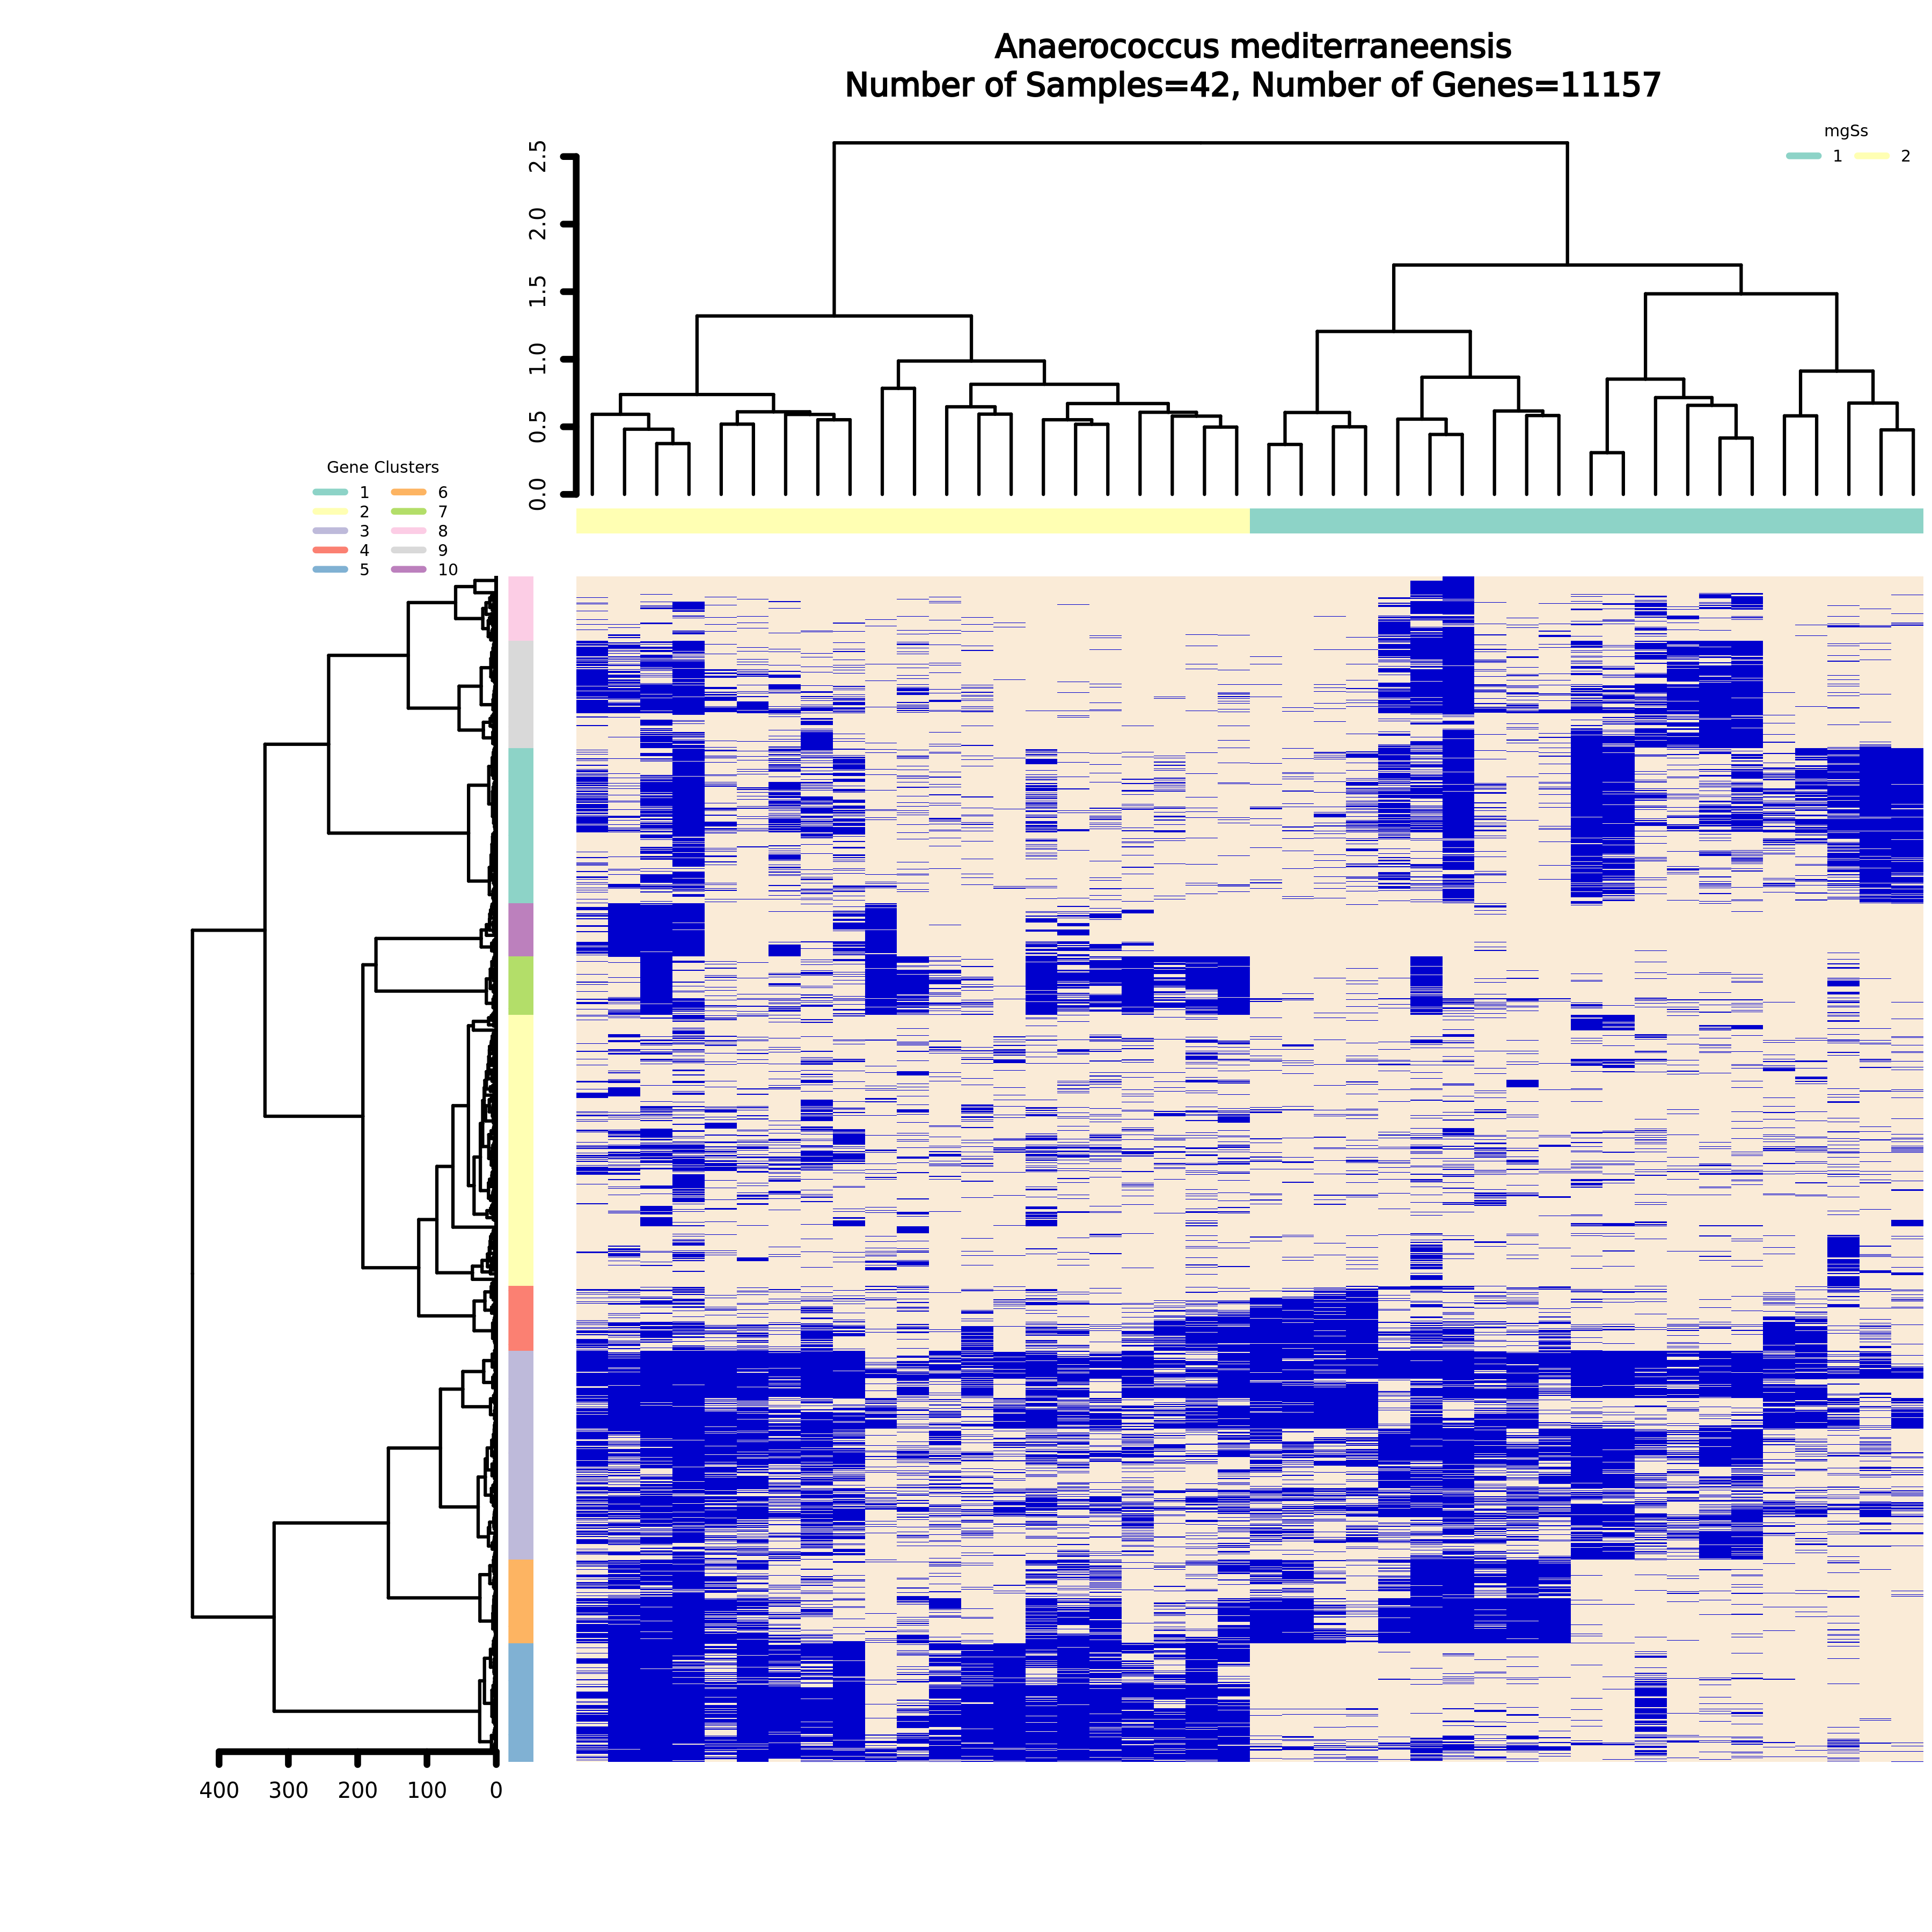 Anaerococcus mediterraneensis
Number of Samples=42, Number of Genes=11157
mgSs
1 2
2.5
2.0
1.5
1.0
0.5
0.0
Gene Clusters
1 6
2 7
3 8
4 9
5 10
400 300 200 100 0